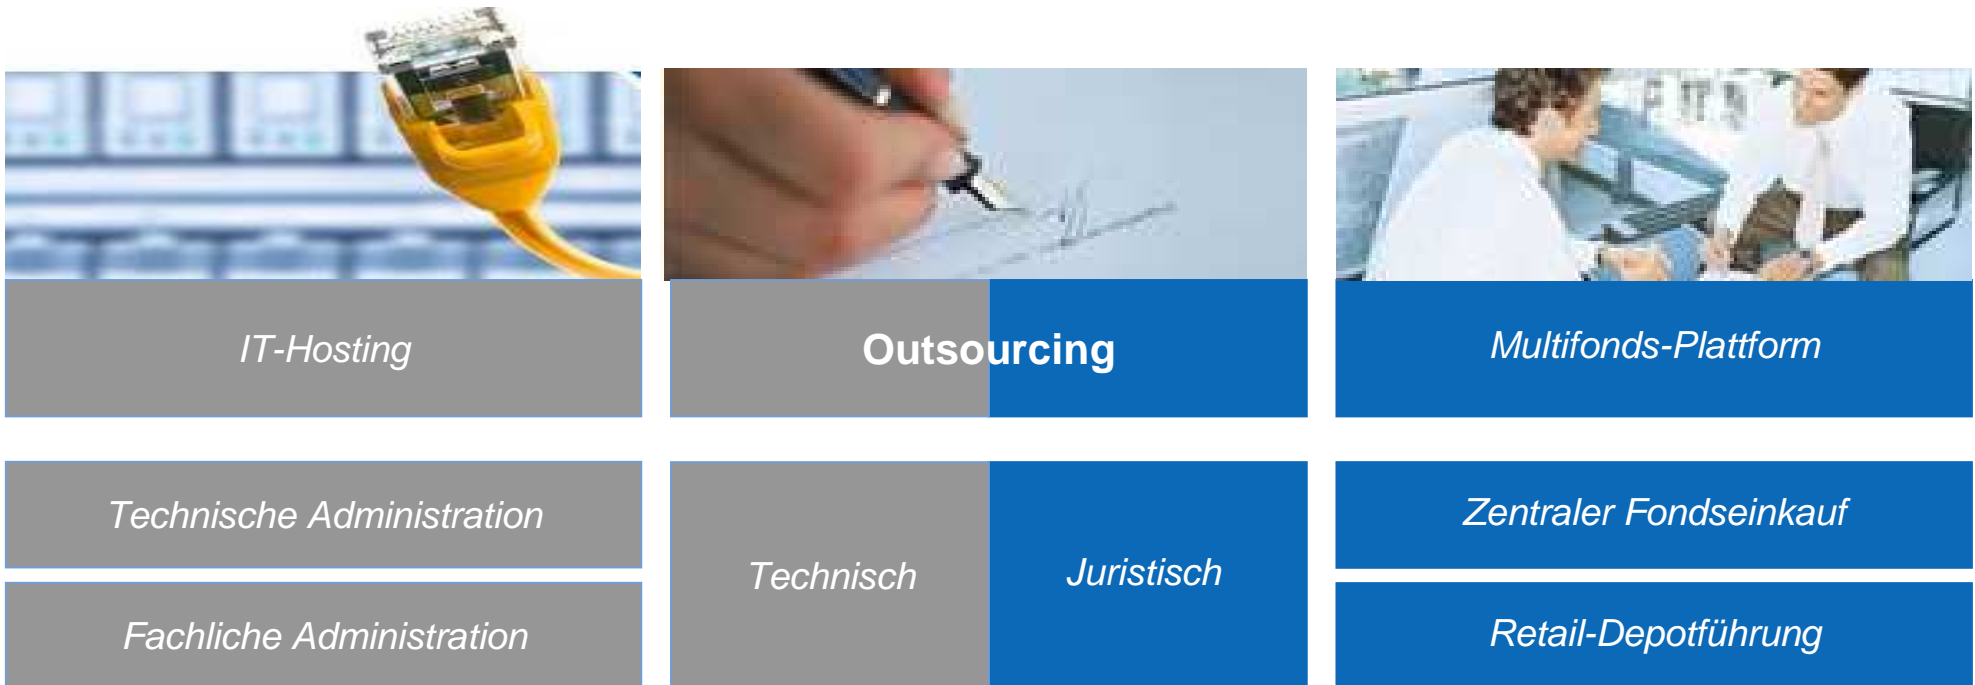 IT-Hosting
Outsourcing
Multifonds-Plattform
Technische Administration
Fachliche Administration
Technisch
Juristisch
Zentraler Fondseinkauf
Retail-Depotführung